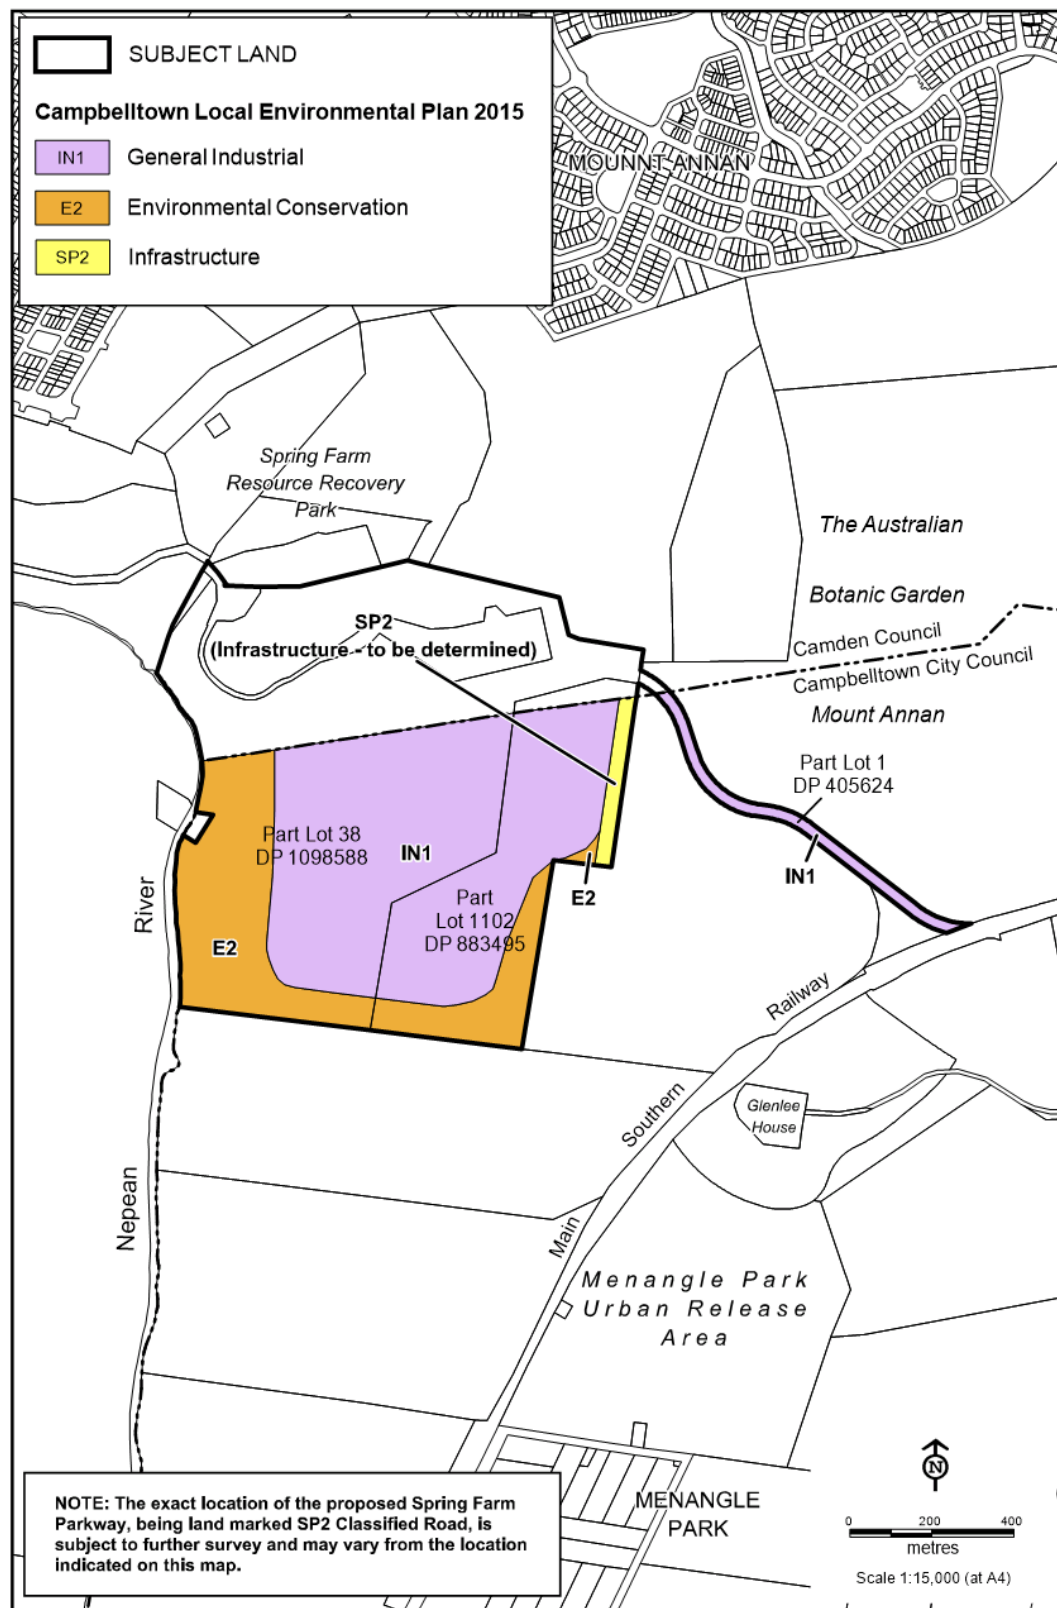 SUBJECT LAND
Campbelltown Local Environmental Plan 2015
IN1 General Industrial
E2 Environmental Conservation
SP2 Infrastructure
MOUNNT ANNAN
Spring Farm
Resource Recovery
Park
The Australian
Botanic Garden
SP2
(Infrastructure - to be determined)
Camden Council
Campbelltown City Council
Mount Annan
Part Lot 1
DP 405624
IN1
Part Lot 38
DP 1098588
IN1
E2
Part
Lot 1102
DP 883495
E2
Nepean River
Main Southern Railway
Glenlee
House
Menangle Park
Urban Release
Area
MENANGLE
PARK
N
0 200 400
metres
Scale 1:15,000 (at A4)
NOTE: The exact location of the proposed Spring Farm
Parkway, being land marked SP2 Classified Road, is
subject to further survey and may vary from the location
indicated on this map.